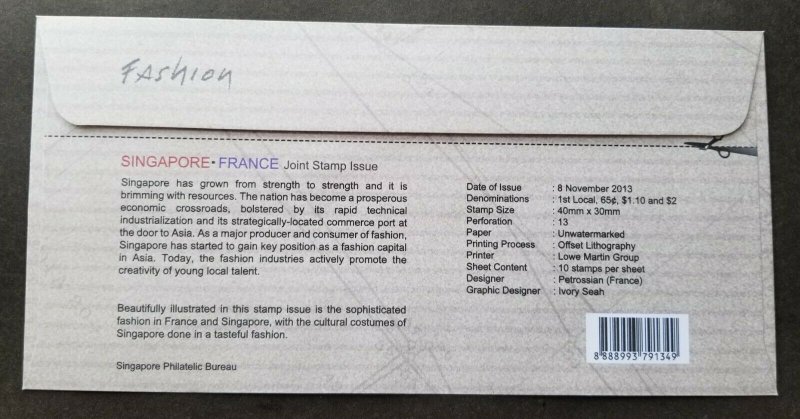 FAshion
SINGAPORE • FRANCE Joint Stamp Issue
Singapore has grown from strength to strength and it is
brimming with resources. The nation has become a prosperous
economic crossroads, bolstered by its rapid technical
industrialization and its strategically-located commerce port at
the door to Asia. As a major producer and consumer of fashion,
Singapore has started to gain key position as a fashion capital
in Asia. Today, the fashion industries actively promote the
creativity of young local talent.
Beautifully illustrated in this stamp issue is the sophisticated
fashion in France and Singapore, with the cultural costumes of
Singapore done in a tasteful fashion.
Singapore Philatelic Bureau
Date of Issue : 8 November 2013
Denominations : 1st Local, 65¢, $1.10 and $2
Stamp Size : 40mm x 30mm
Perforation : 13
Paper : Unwatermarked
Printing Process : Offset Lithography
Printer : Lowe Martin Group
Sheet Content : 10 stamps per sheet
Designer : Petrossian (France)
Graphic Designer : Ivory Seah
8 888993 791349